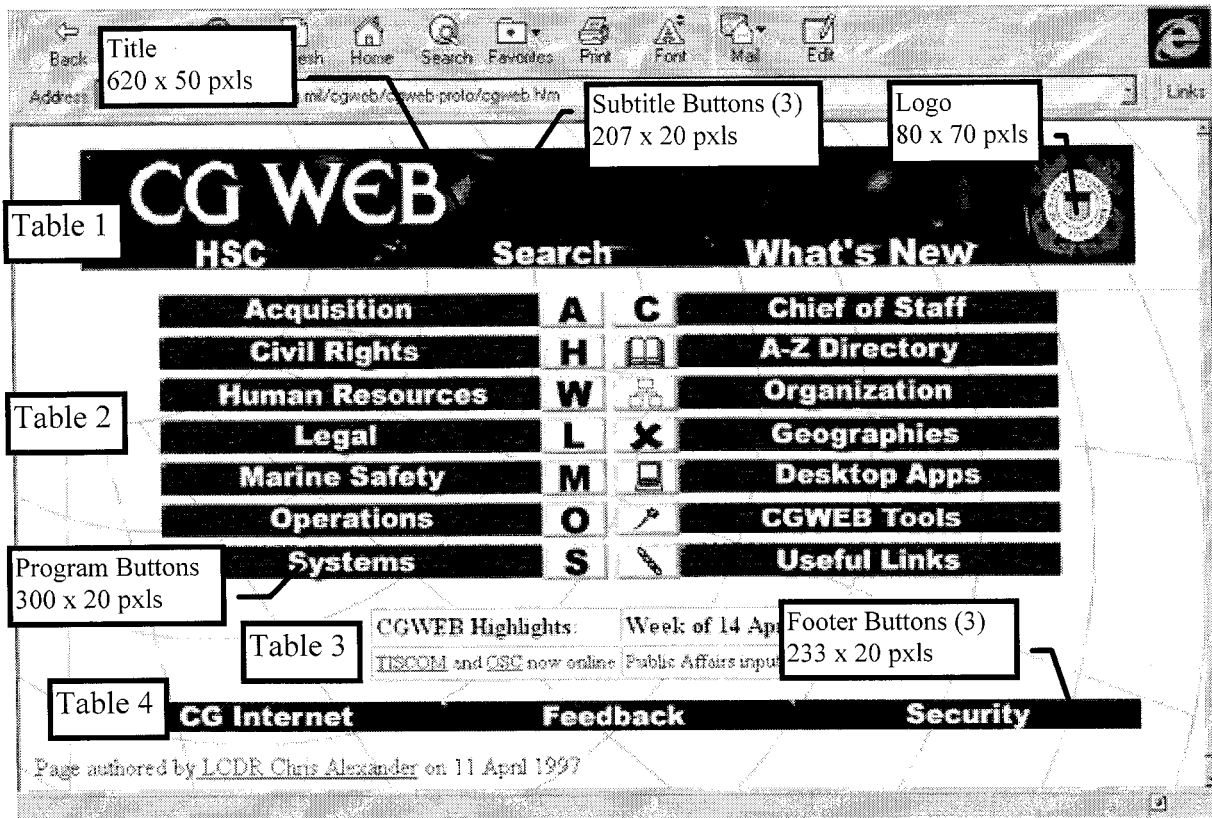 Back
Title
620 x 50 pxls
esh
Home
Search
Favorites
Print
Font
Mail
Edit
Address
.mil/cgweb/cgweb-proto/cgweb.htm
Links
Subtitle Buttons (3)
207 x 20 pxls
Logo
80 x 70 pxls
CG WEB
Table 1
HSC Search What's New
Acquisition A C Chief of Staff
Civil Rights H A-Z Directory
Human Resources W Organization
Table 2
Legal L Geographies
Marine Safety M Desktop Apps
Operations O CGWEB Tools
Systems S Useful Links
Program Buttons
300 x 20 pxls
Table 3
CGWEB Highlights: Week of 14 Apr
TISCOM and OSC now online Public Affairs input
Footer Buttons (3)
233 x 20 pxls
Table 4
CG Internet Feedback Security
Page authored by LCDR Chris Alexander on 11 April 1997